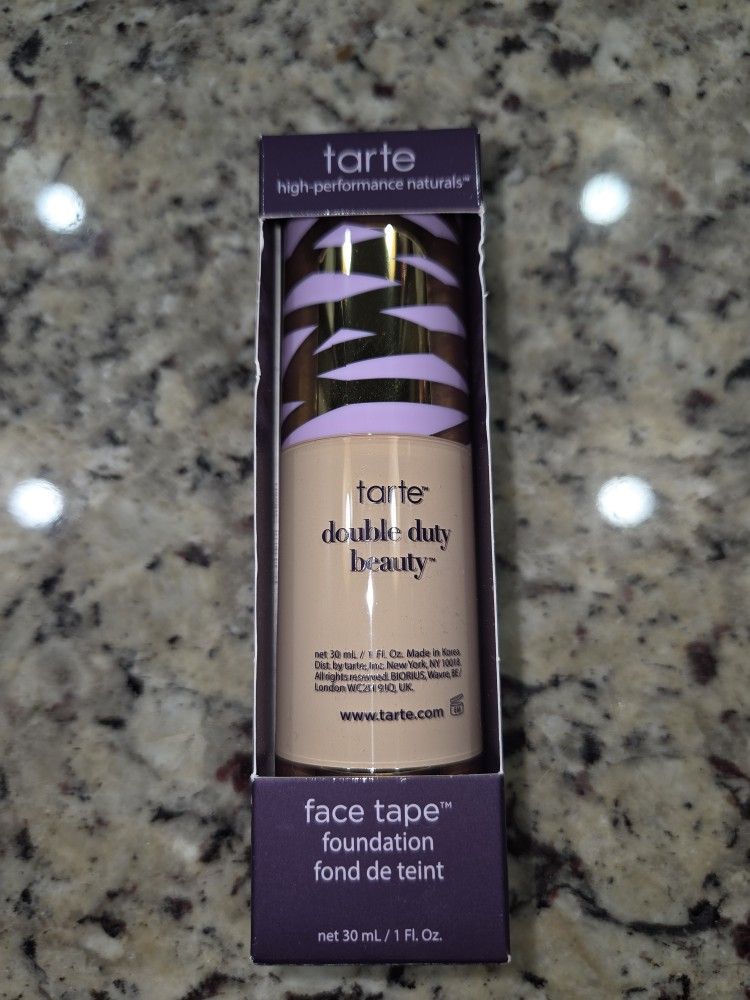 tarte
high-performance naturals™
tarte™
double duty
beauty™
net 30 mL / 1 Fl. Oz. Made in Korea.
Dist. by tarte, inc. New York, NY 10018.
All rights reserved. BIORIUS, Wavre, BE /
London UK.
www.tarte.com
face tape™
foundation
fond de teint
net 30 mL / 1 Fl. Oz.